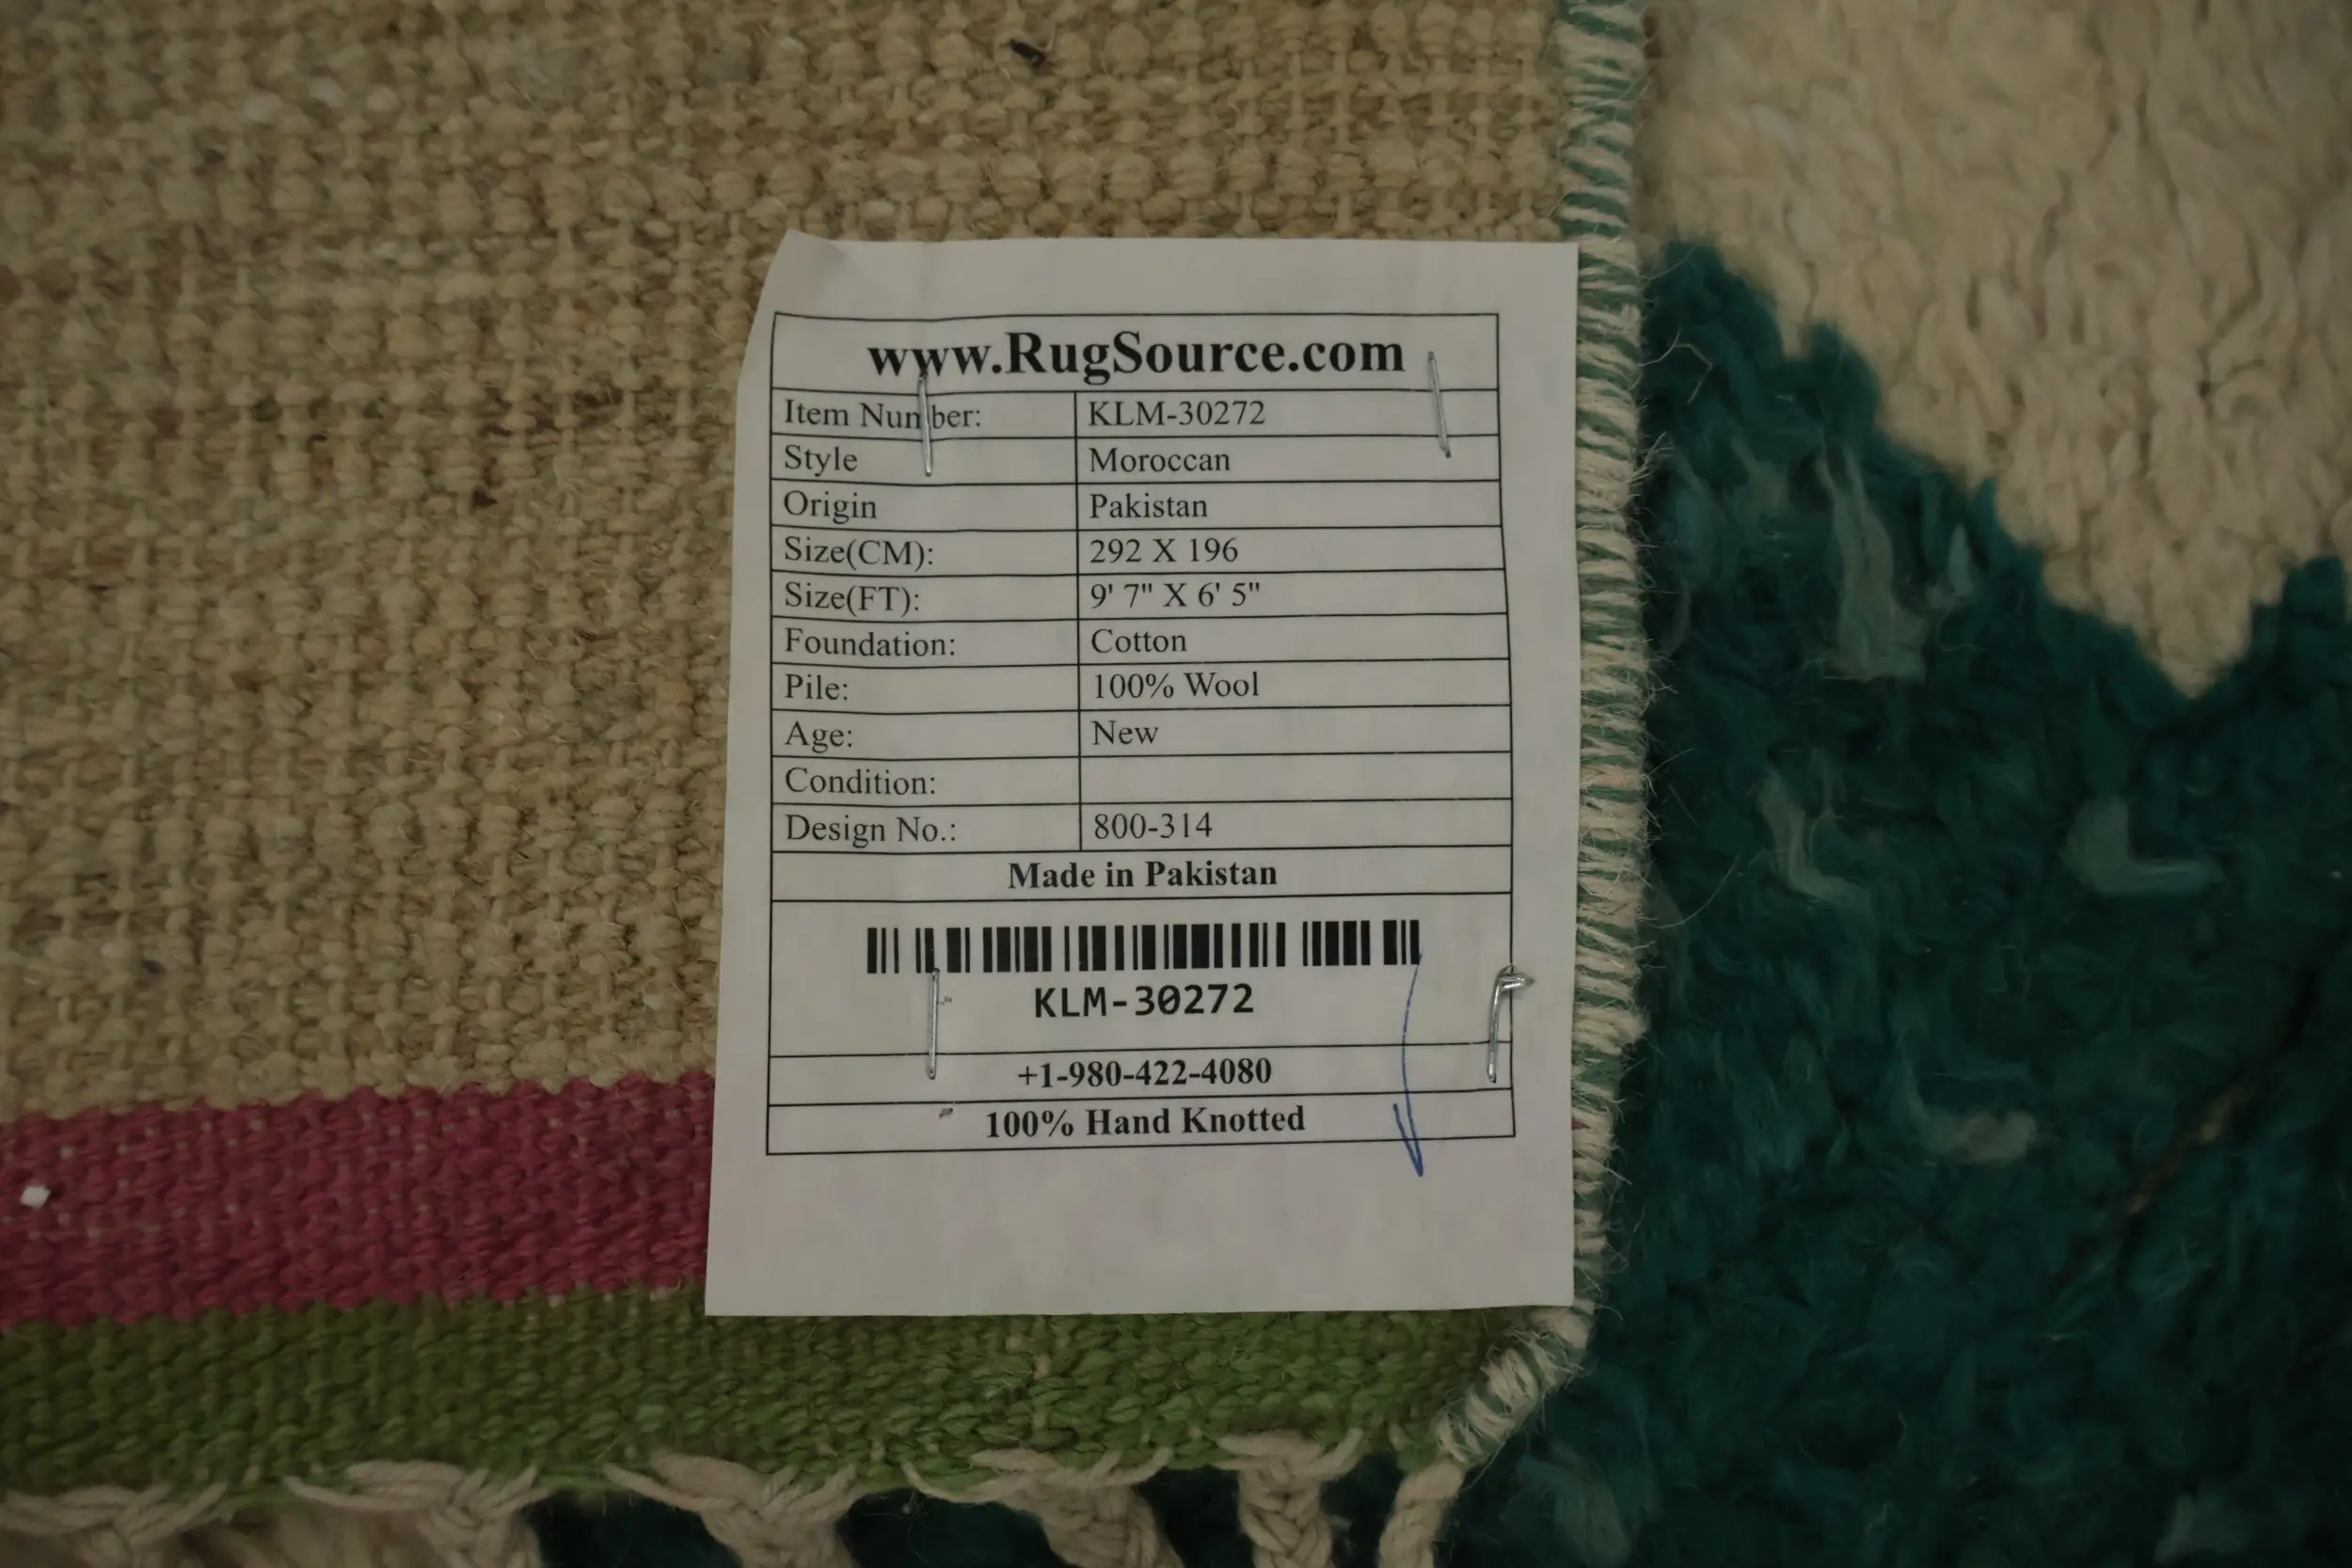 www.RugSource.com
Item Number: KLM-30272
Style Moroccan
Origin Pakistan
Size(CM): 292 X 196
Size(FT): 9' 7" X 6' 5"
Foundation: Cotton
Pile: 100% Wool
Age: New
Condition:
Design No.: 800-314
Made in Pakistan
KLM-30272
+1-980-422-4080
100% Hand Knotted